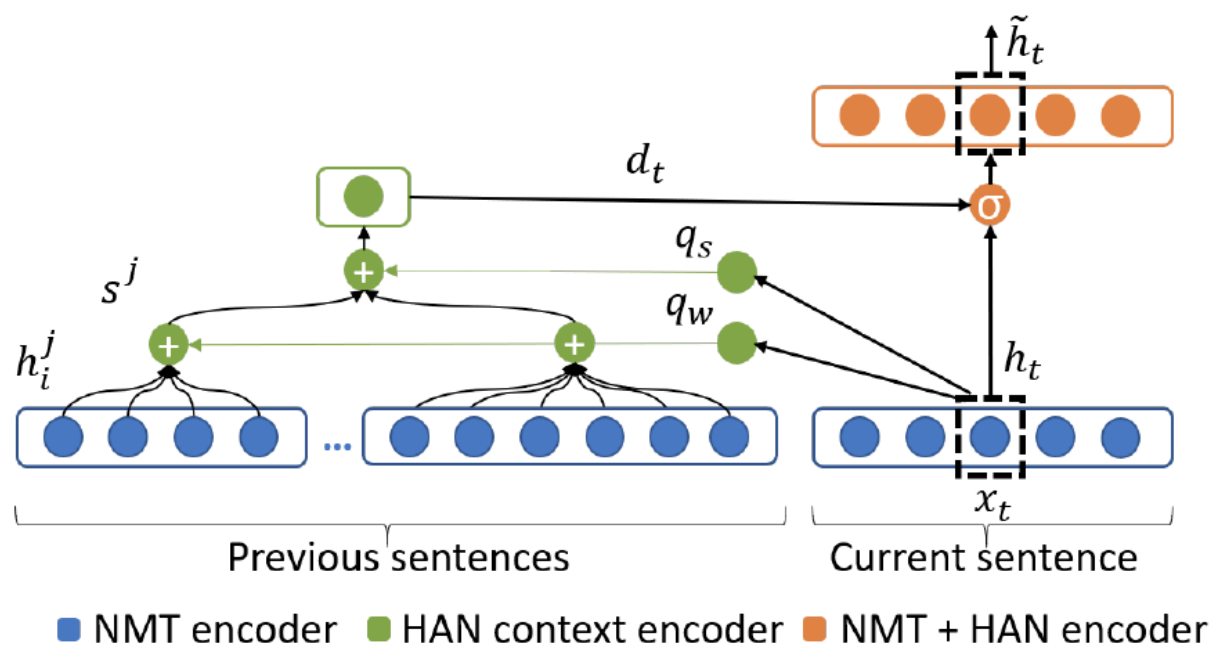 h̃_t
d_t
q_s
s^j
q_w
h_i^j
h_t
σ
+
+
+
...
x_t
Previous sentences
Current sentence
NMT encoder HAN context encoder NMT + HAN encoder